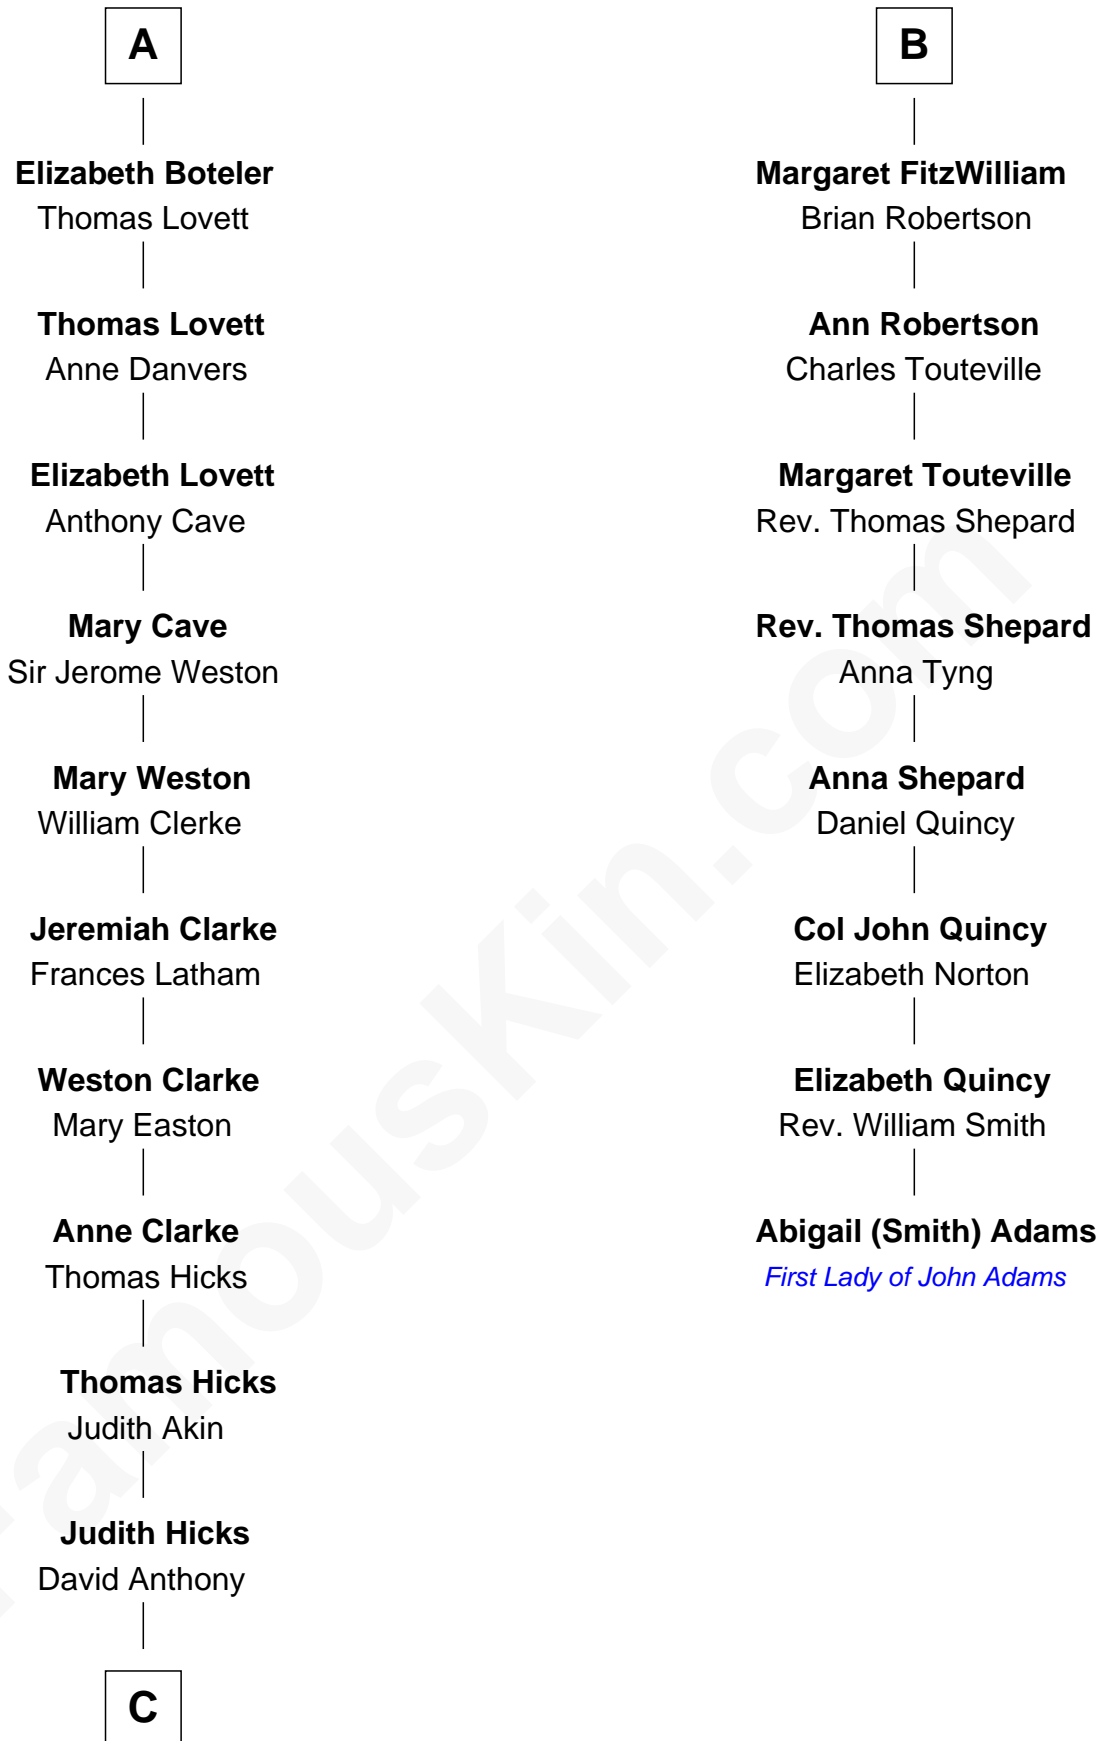 A
Elizabeth Boteler
Thomas Lovett
Thomas Lovett
Anne Danvers
Elizabeth Lovett
Anthony Cave
Mary Cave
Sir Jerome Weston
Mary Weston
William Clerke
Jeremiah Clarke
Frances Latham
Weston Clarke
Mary Easton
Anne Clarke
Thomas Hicks
Thomas Hicks
Judith Akin
Judith Hicks
David Anthony
C
B
Margaret FitzWilliam
Brian Robertson
Ann Robertson
Charles Touteville
Margaret Touteville
Rev. Thomas Shepard
Rev. Thomas Shepard
Anna Tyng
Anna Shepard
Daniel Quincy
Col John Quincy
Elizabeth Norton
Elizabeth Quincy
Rev. William Smith
Abigail (Smith) Adams
First Lady of John Adams
FamousKin.com